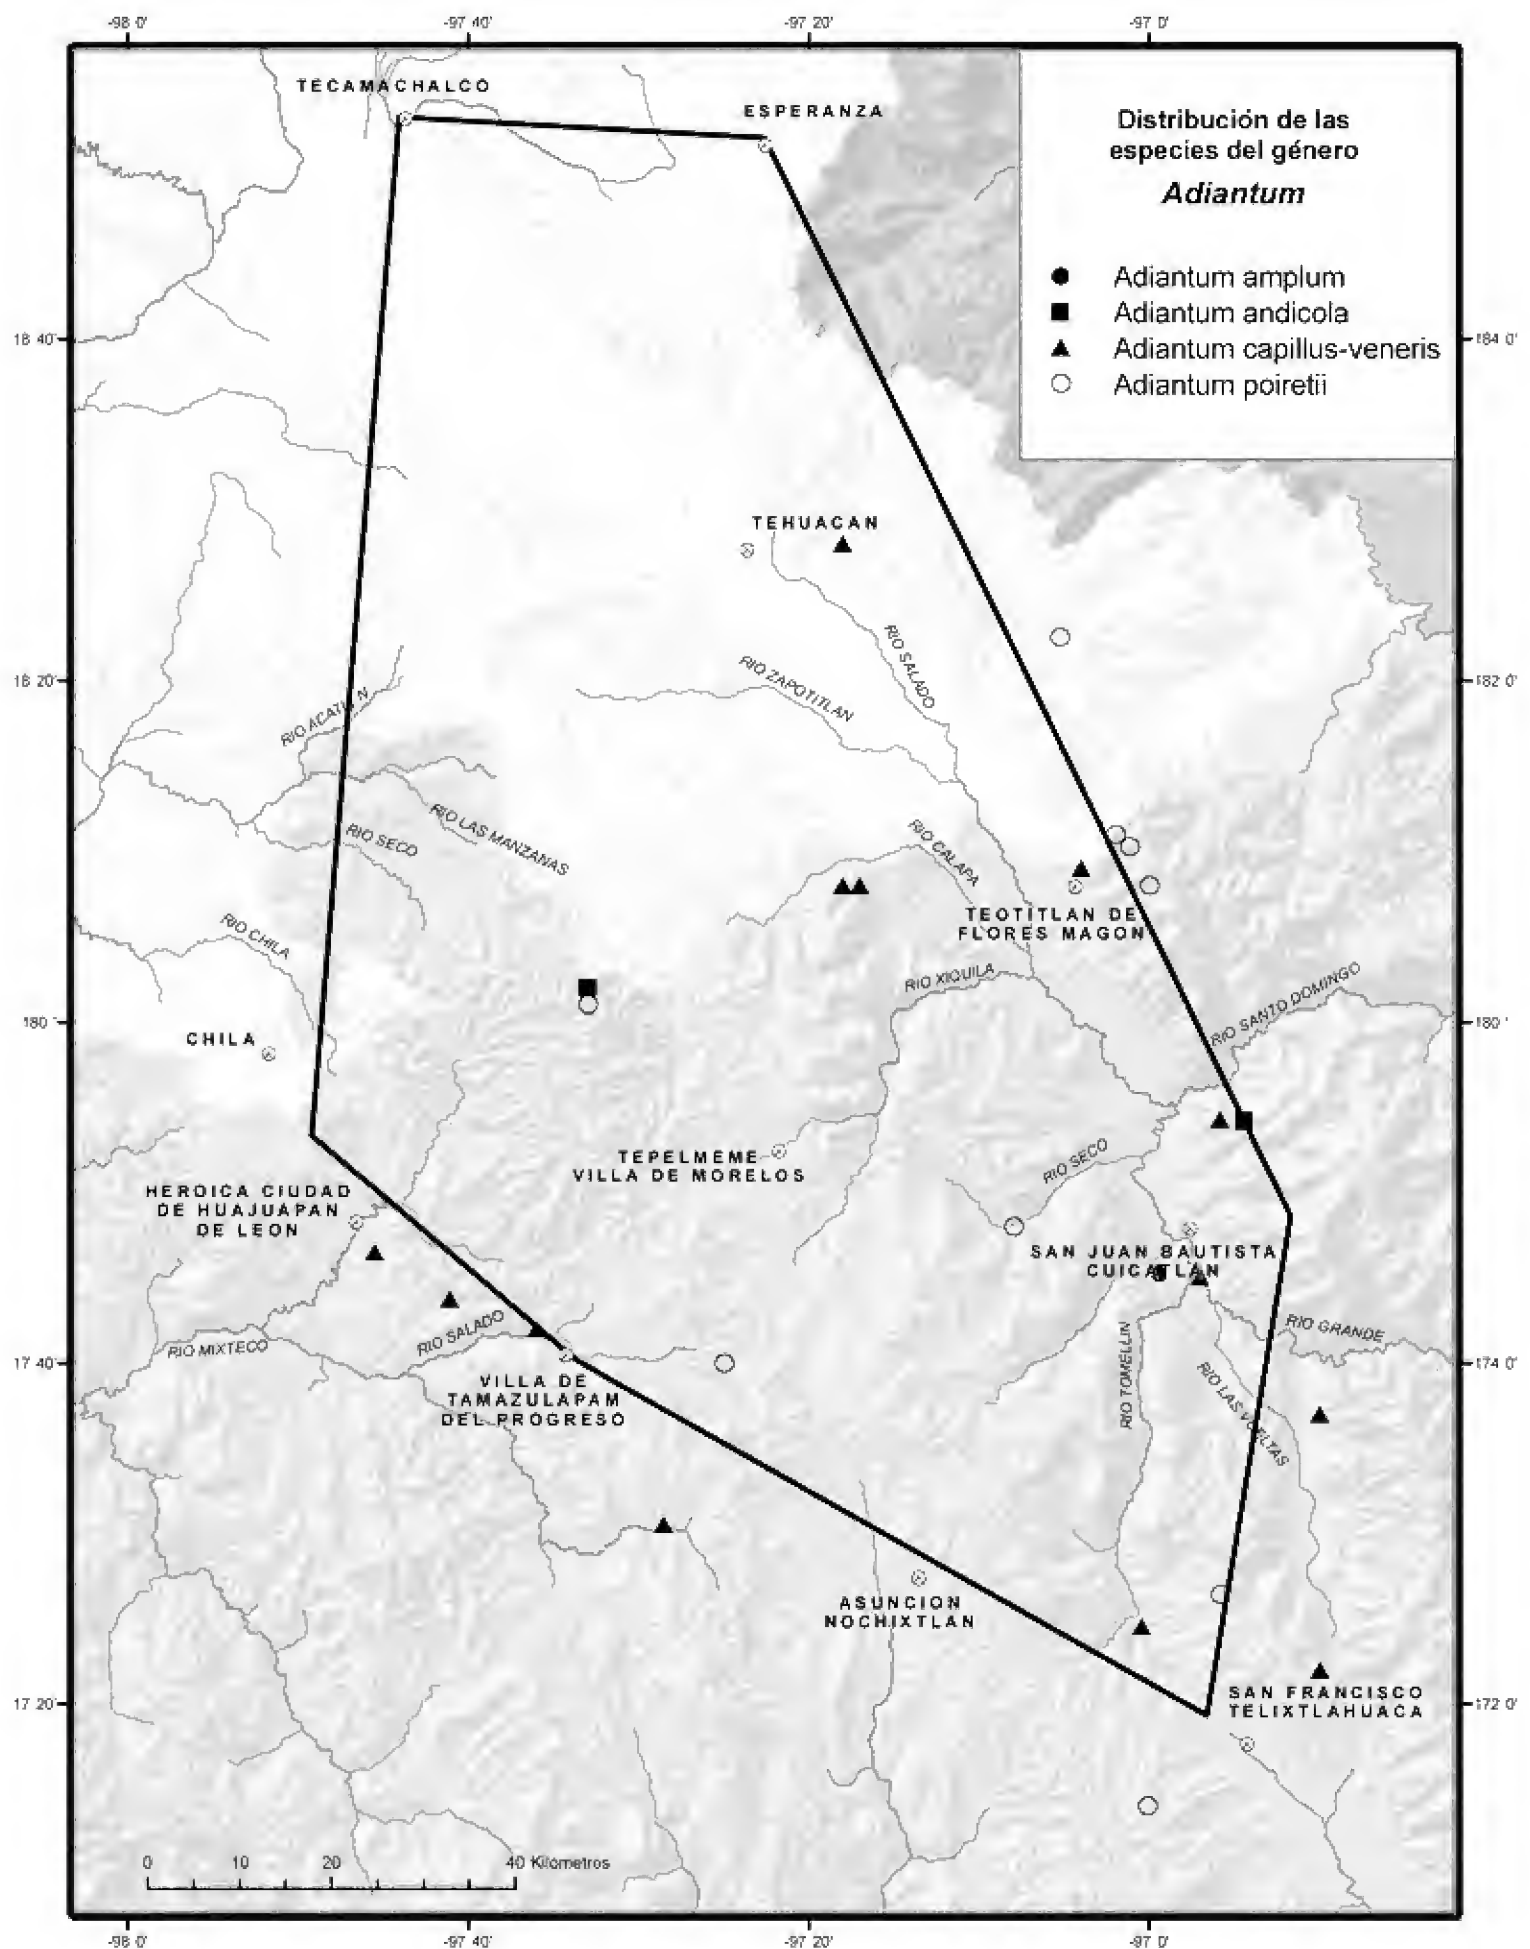 -98 0'
-97 40'
-97 20'
-97 0'
TECAMACHALCO
ESPERANZA
Distribución de las
especies del género
Adiantum
Adiantum amplum
Adiantum andicola
Adiantum capillus-veneris
Adiantum poiretii
18 40'
184 0'
TEHUACAN
RIO SALADO
RIO ZAPOTITLAN
18 20'
182 0'
RIO ACATL N
RIO LAS MANZANAS
RIO SECO
RIO CALAPA
TEOTITLAN DE
FLORES MAGON
RIO CHILA
RIO XIQUILA
RIO SANTO DOMINGO
180 '
180 '
CHILA
TEPELMEME
VILLA DE MORELOS
RIO SECO
HEROICA CIUDAD
DE HUAJUAPAN
DE LEON
SAN JUAN BAUTISTA
CUICATLAN
RIO SALADO
RIO MIXTECO
RIO GRANDE
17 40'
174 0'
VILLA DE
TAMAZULAPAM
DEL PROGRESO
RIO TOMELLIN
RIO LAS VUELTAS
ASUNCION
NOCHIXTLAN
SAN FRANCISCO
TELIXTLAHUACA
17 20'
172 0'
0 10 20 40 Kilómetros
-98 0'
-97 40'
-97 20'
-97 0'